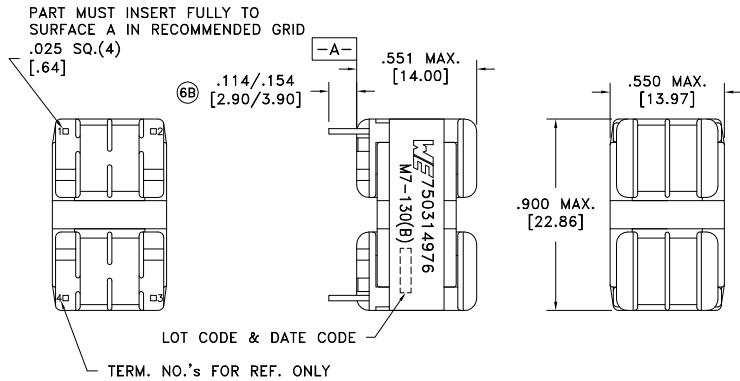 PART MUST INSERT FULLY TO
SURFACE A IN RECOMMENDED GRID
.025 SQ.(4)
[.64]
6B
.114/.154
[2.90/3.90]
-A-
.551 MAX.
[14.00]
.550 MAX.
[13.97]
.900 MAX.
[22.86]
1
2
4
3
WE 750314976
M7-130(B)
LOT CODE & DATE CODE
TERM. NO.'s FOR REF. ONLY